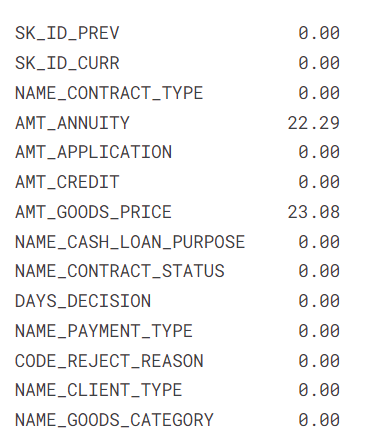 SK_ID_PREV 0.00
SK_ID_CURR 0.00
NAME_CONTRACT_TYPE 0.00
AMT_ANNUITY 22.29
AMT_APPLICATION 0.00
AMT_CREDIT 0.00
AMT_GOODS_PRICE 23.08
NAME_CASH_LOAN_PURPOSE 0.00
NAME_CONTRACT_STATUS 0.00
DAYS_DECISION 0.00
NAME_PAYMENT_TYPE 0.00
CODE_REJECT_REASON 0.00
NAME_CLIENT_TYPE 0.00
NAME_GOODS_CATEGORY 0.00